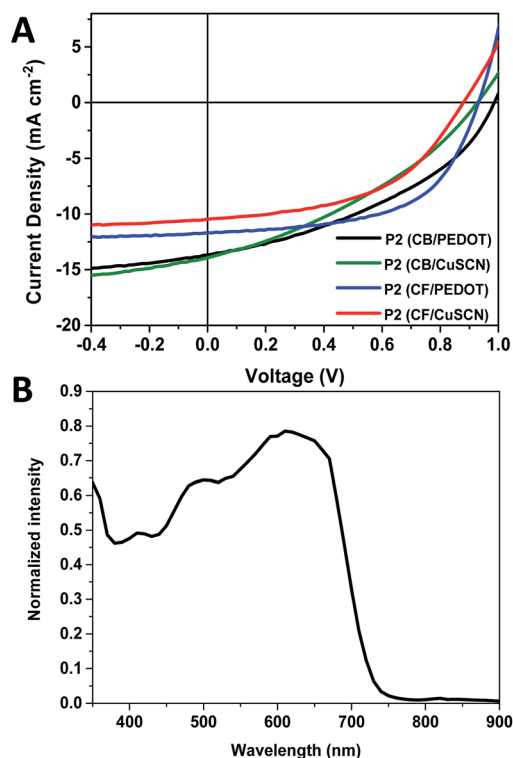 A
Current Density (mA cm⁻²)
5
0
-5
-10
-15
-20
-0.4 -0.2 0.0 0.2 0.4 0.6 0.8 1.0
Voltage (V)
P2 (CB/PEDOT)
P2 (CB/CuSCN)
P2 (CF/PEDOT)
P2 (CF/CuSCN)
B
Normalized intensity
0.9
0.8
0.7
0.6
0.5
0.4
0.3
0.2
0.1
0.0
400 500 600 700 800 900
Wavelength (nm)